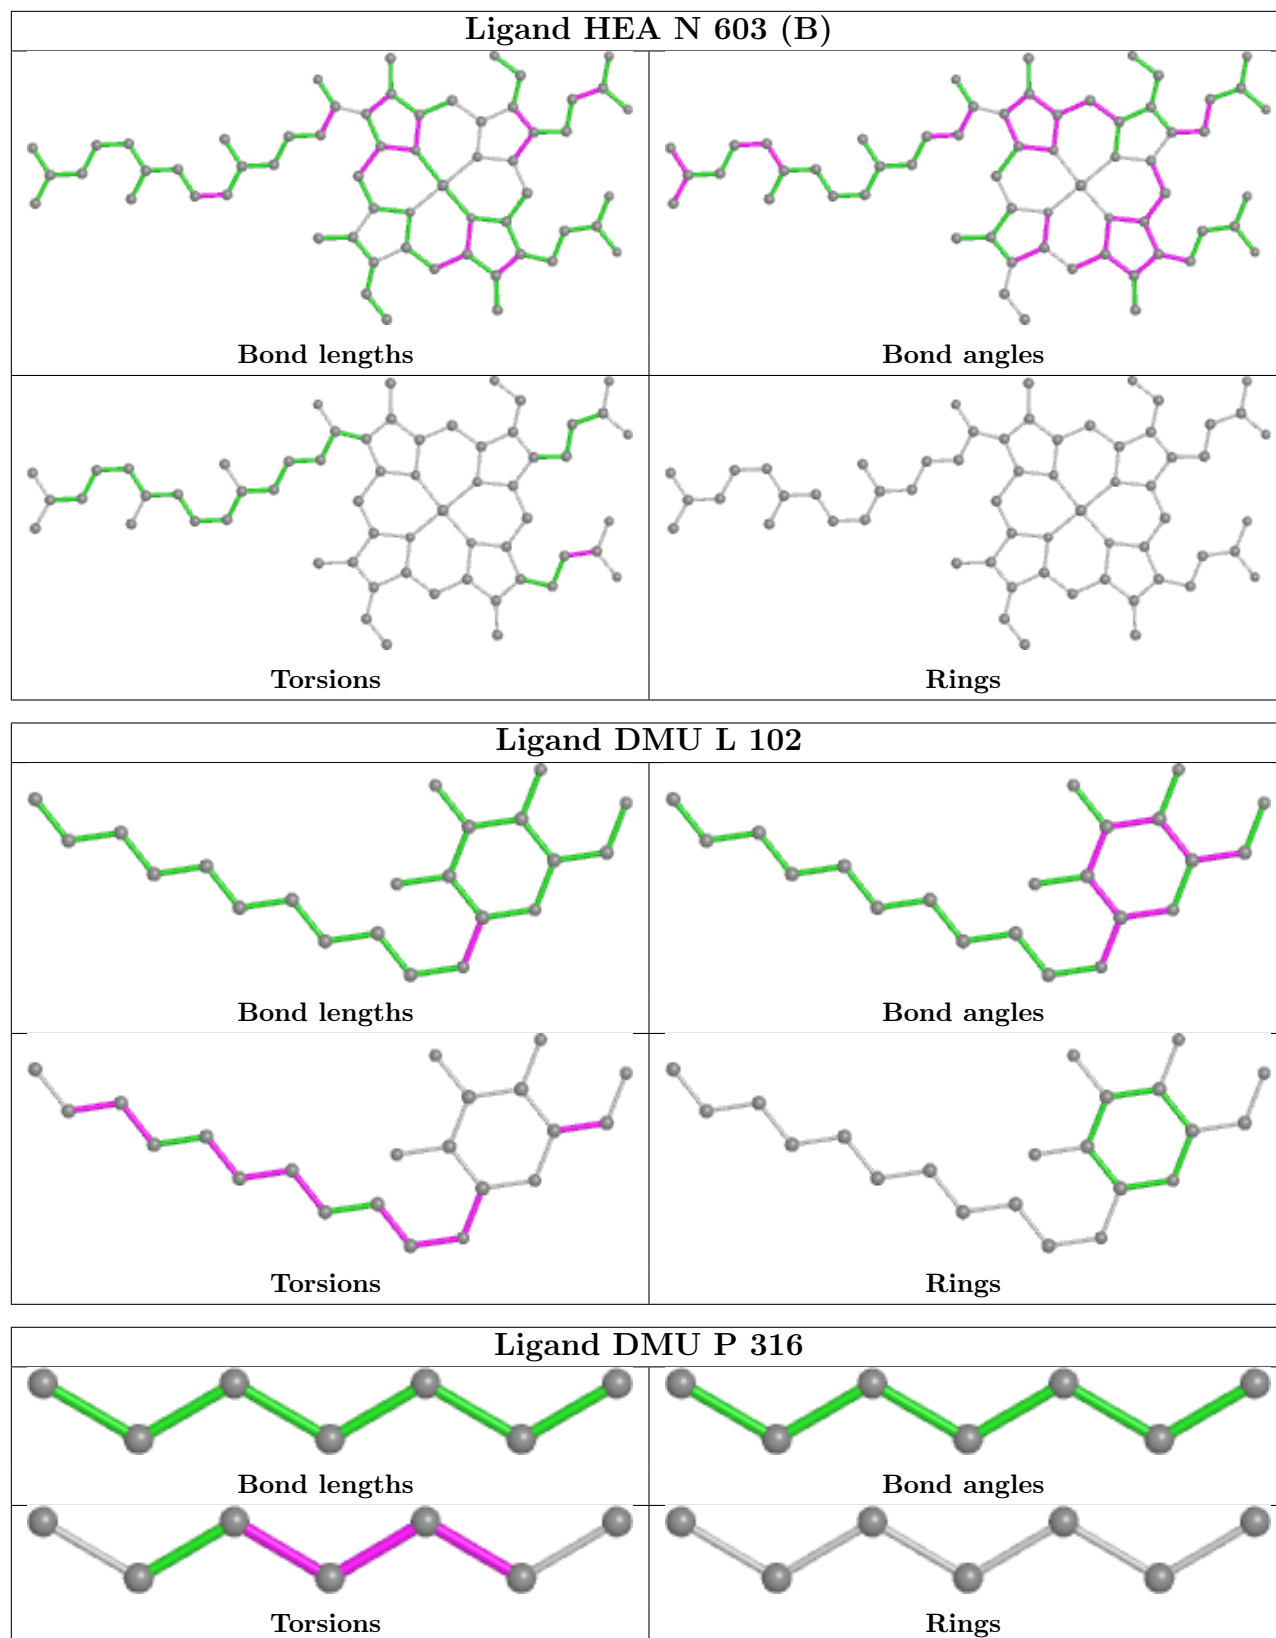 Ligand HEA N 603 (B)
Bond lengths
Bond angles
Torsions
Rings
Ligand DMU L 102
Bond lengths
Bond angles
Torsions
Rings
Ligand DMU P 316
Bond lengths
Bond angles
Torsions
Rings